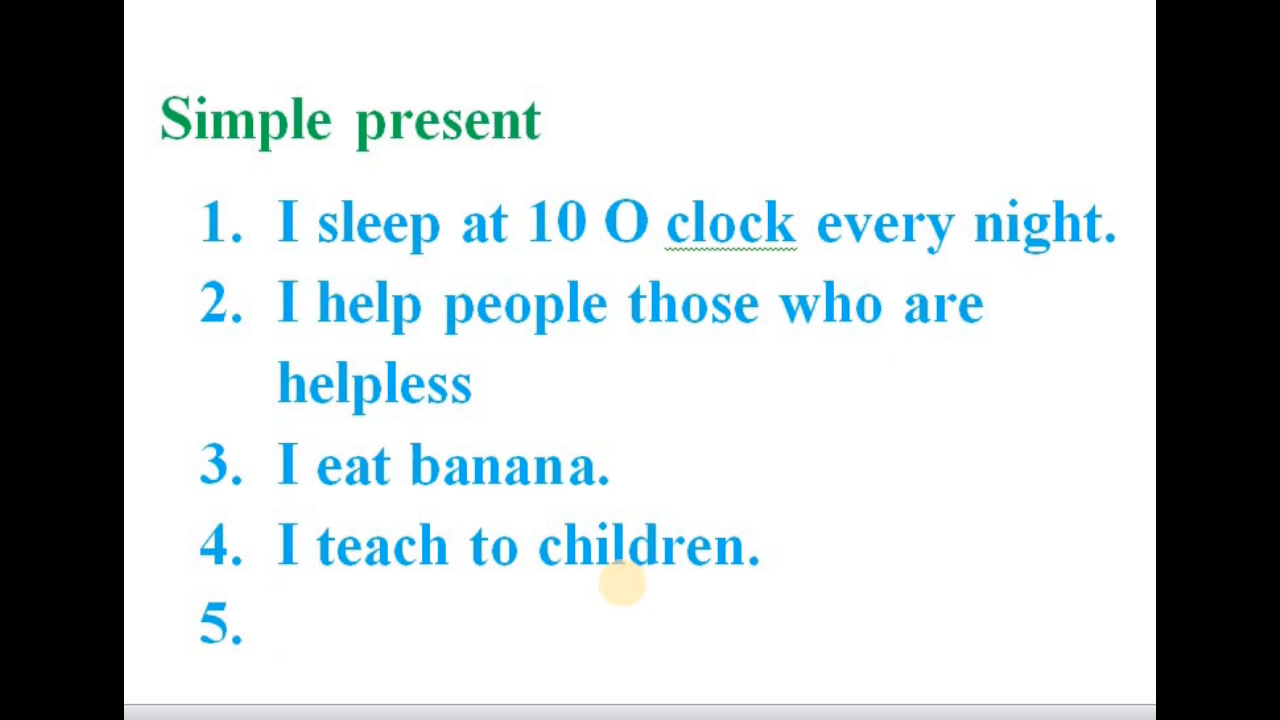 Simple present
1. I sleep at 10 O clock every night.
2. I help people those who are
helpless
3. I eat banana.
4. I teach to children.
5.